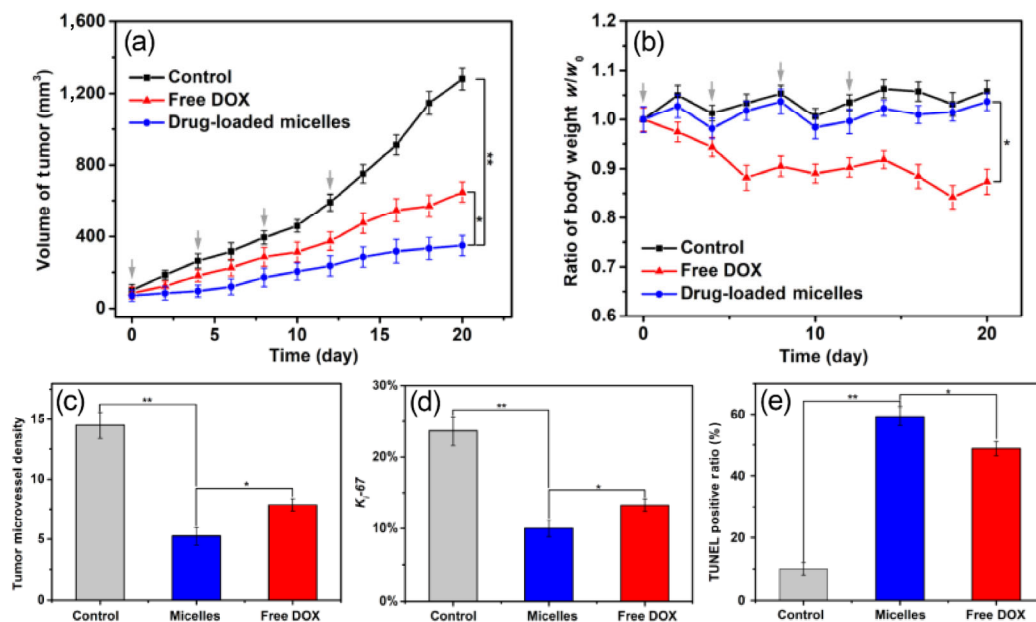 (a)
Volume of tumor (mm³)
1,600
1,200
800
400
0
Control
Free DOX
Drug-loaded micelles
**
*
0 5 10 15 20
Time (day)
(b)
Ratio of body weight w/w₀
1.1
1.0
0.9
0.8
0.7
0.6
*
Control
Free DOX
Drug-loaded micelles
0 10 20
Time (day)
(c)
Tumor microvessel density
15
10
5
0
**
*
Control Micelles Free DOX
(d)
Kᵢ-67
30%
20%
10%
0%
**
*
Control Micelles Free DOX
(e)
TUNEL positive ratio (%)
60
40
20
0
** *
Control Micelles Free DOX